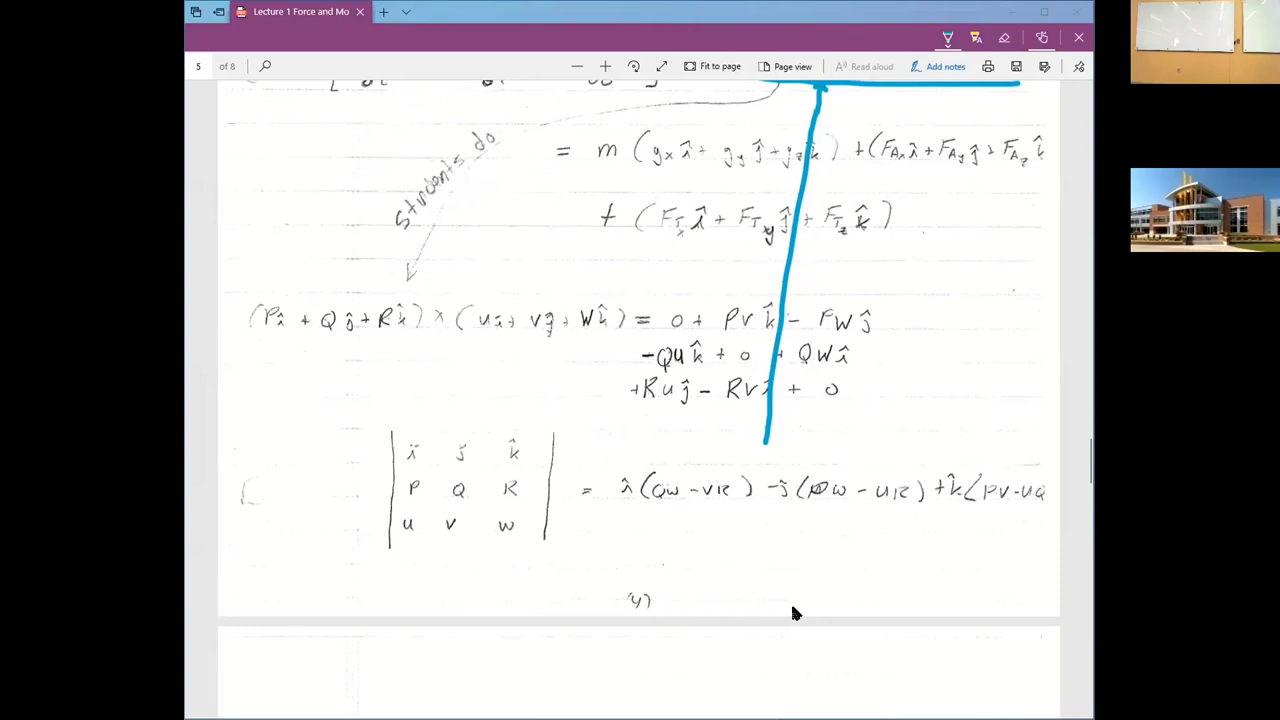 Lecture 1 Force and Mo
5 of 8
Fit to page
Page view
Read aloud
Add notes
Students do
= m (gx î + gy ĵ + gz k̂) + (FAx î + FAy ĵ + FAz k̂
+ (FTx î + FTy ĵ + FTz k̂)
(Pî + Qĵ + Rk̂) × (uî + vĵ + wk̂) = 0 + PV k̂ - PW ĵ
-QU k̂ + 0 + QW î
+RU ĵ - RV î + 0
î ĵ k̂
P Q R
u v w
= î (QW - VR) - ĵ (PW - UR) + k̂ (PV-UQ
(4)